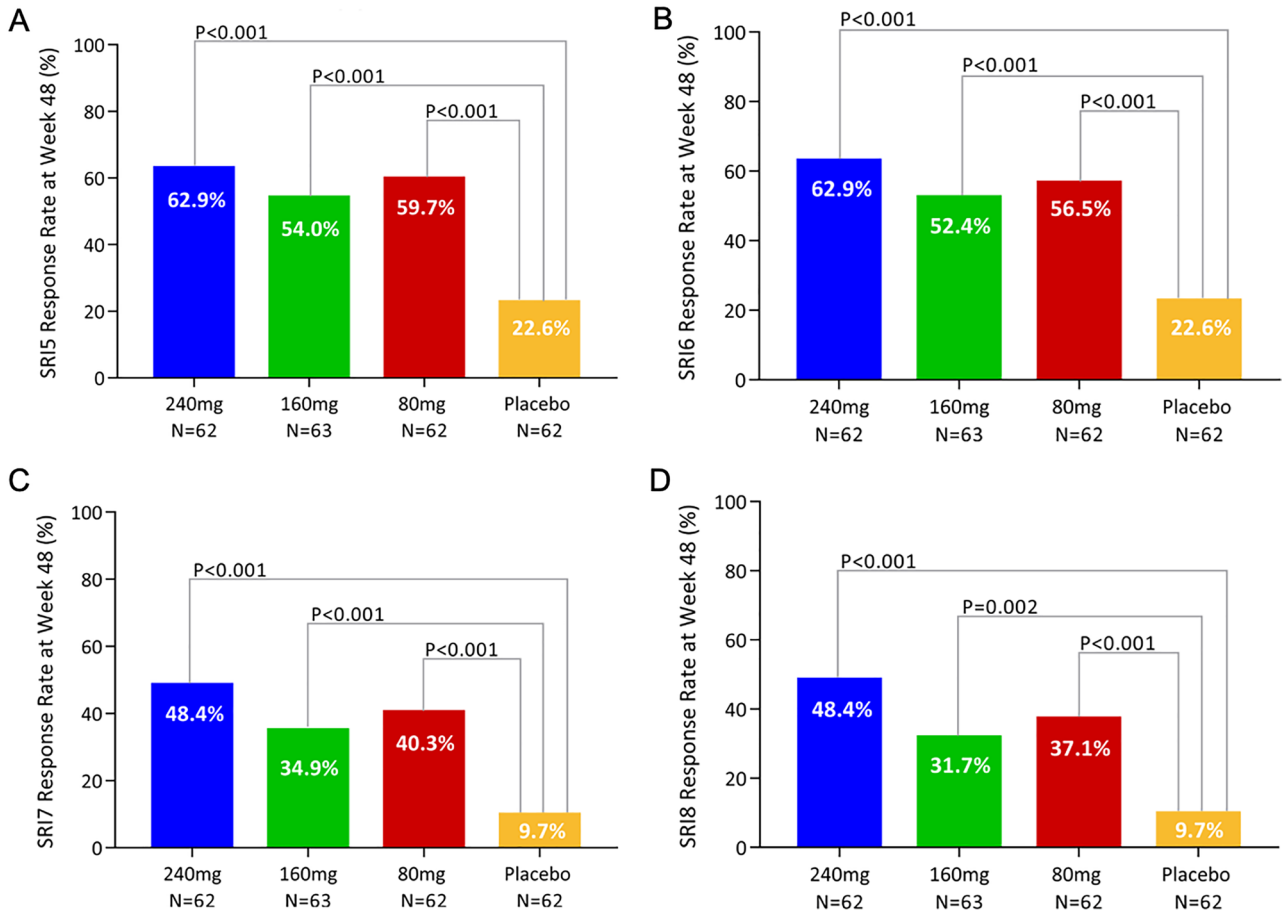 A
SRI5 Response Rate at Week 48 (%)
100
80
60
40
20
0
P<0.001
P<0.001
P<0.001
62.9%
54.0%
59.7%
22.6%
240mg
N=62
160mg
N=63
80mg
N=62
Placebo
N=62
B
SRI6 Response Rate at Week 48 (%)
100
80
60
40
20
0
P<0.001
P<0.001
P<0.001
62.9%
52.4%
56.5%
22.6%
240mg
N=62
160mg
N=63
80mg
N=62
Placebo
N=62
C
SRI7 Response Rate at Week 48 (%)
100
80
60
40
20
0
P<0.001
P<0.001
P<0.001
48.4%
34.9%
40.3%
9.7%
240mg
N=62
160mg
N=63
80mg
N=62
Placebo
N=62
D
SRI8 Response Rate at Week 48 (%)
100
80
60
40
20
0
P<0.001
P=0.002
P<0.001
48.4%
31.7%
37.1%
9.7%
240mg
N=62
160mg
N=63
80mg
N=62
Placebo
N=62